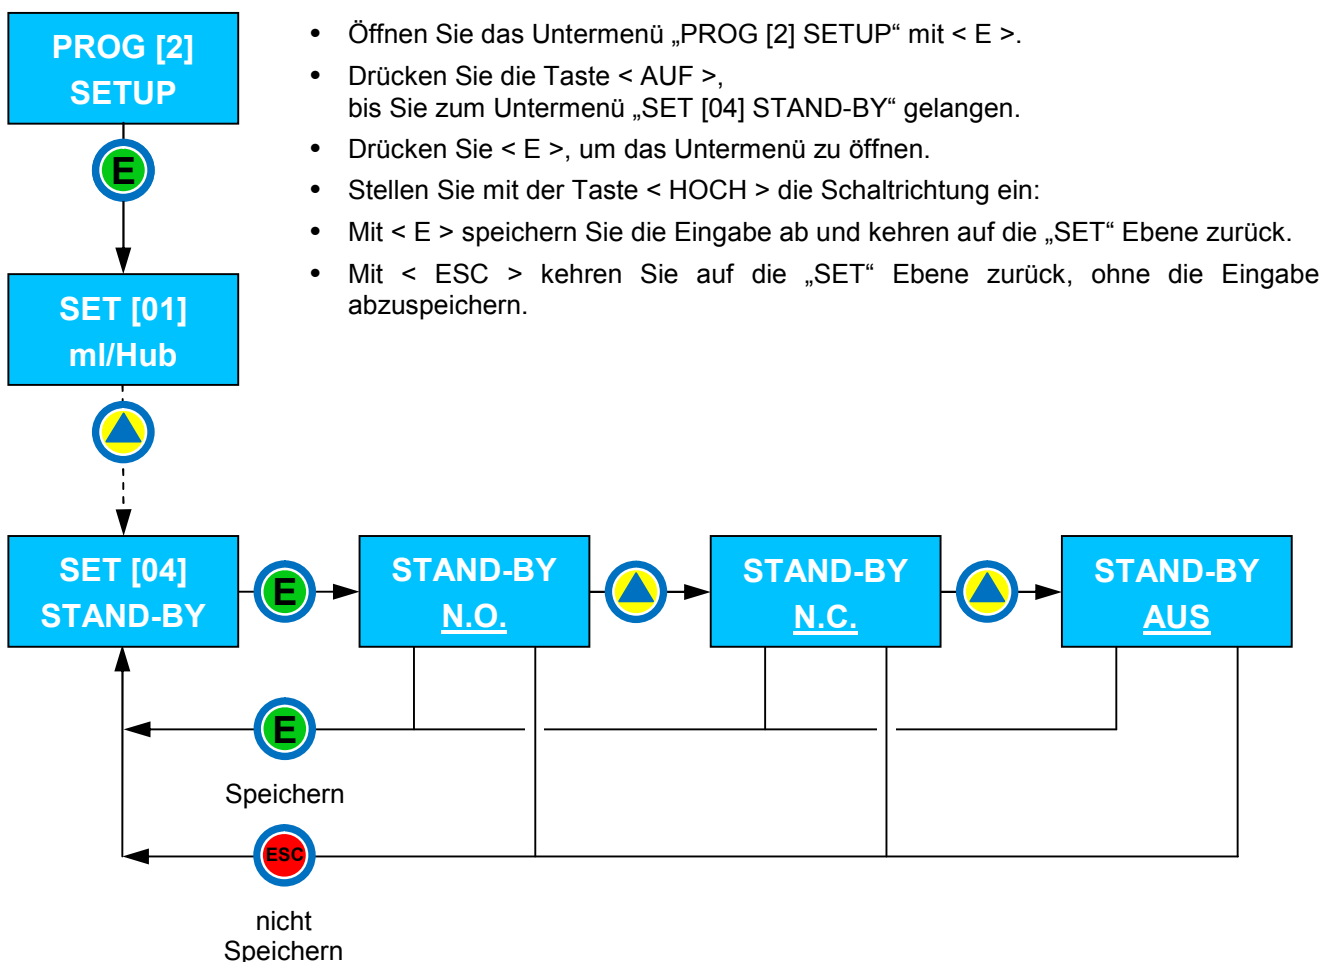 PROG [2]
SETUP
E
SET [01]
ml/Hub
• Öffnen Sie das Untermenü „PROG [2] SETUP“ mit < E >.
• Drücken Sie die Taste < AUF >,
bis Sie zum Untermenü „SET [04] STAND-BY“ gelangen.
• Drücken Sie < E >, um das Untermenü zu öffnen.
• Stellen Sie mit der Taste < HOCH > die Schaltrichtung ein:
• Mit < E > speichern Sie die Eingabe ab und kehren auf die „SET“ Ebene zurück.
• Mit < ESC > kehren Sie auf die „SET“ Ebene zurück, ohne die Eingabe
abzuspeichern.
SET [04]
STAND-BY
E
STAND-BY
N.O.
STAND-BY
N.C.
STAND-BY
AUS
E
Speichern
ESC
nicht
Speichern